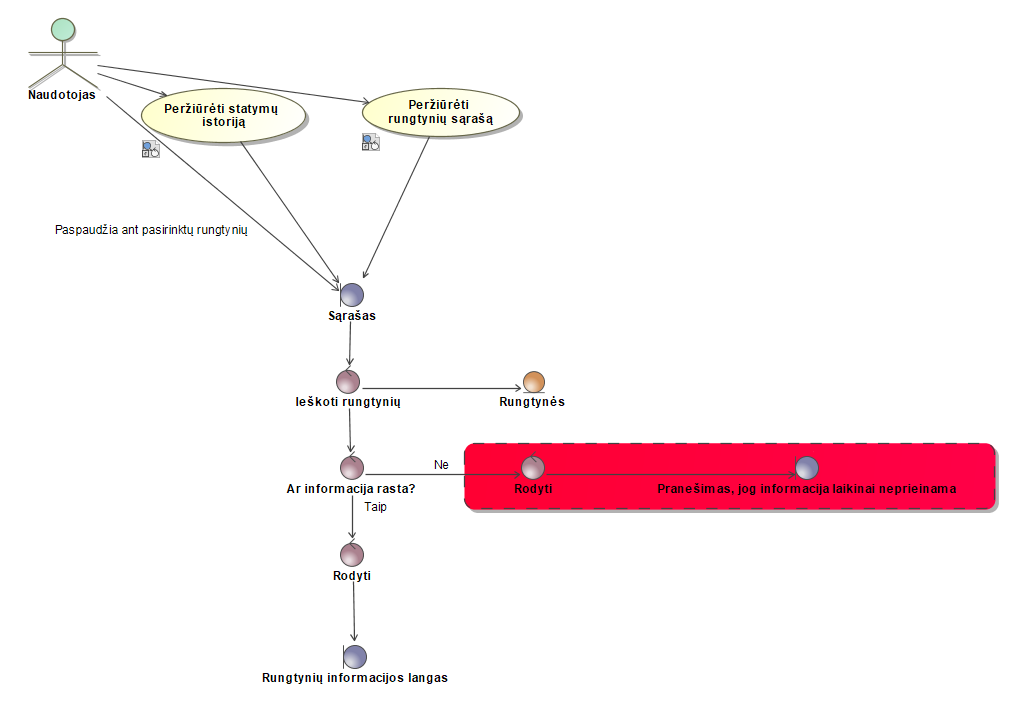 Naudotojas
Peržiūrėti statymų
istoriją
Peržiūrėti
rungtynių sąrašą
Paspaudžia ant pasirinktų rungtynių
Sąrašas
Ieškoti rungtynių
Rungtynės
Ar informacija rasta?
Ne
Rodyti
Pranešimas, jog informacija laikinai neprieinama
Taip
Rodyti
Rungtynių informacijos langas